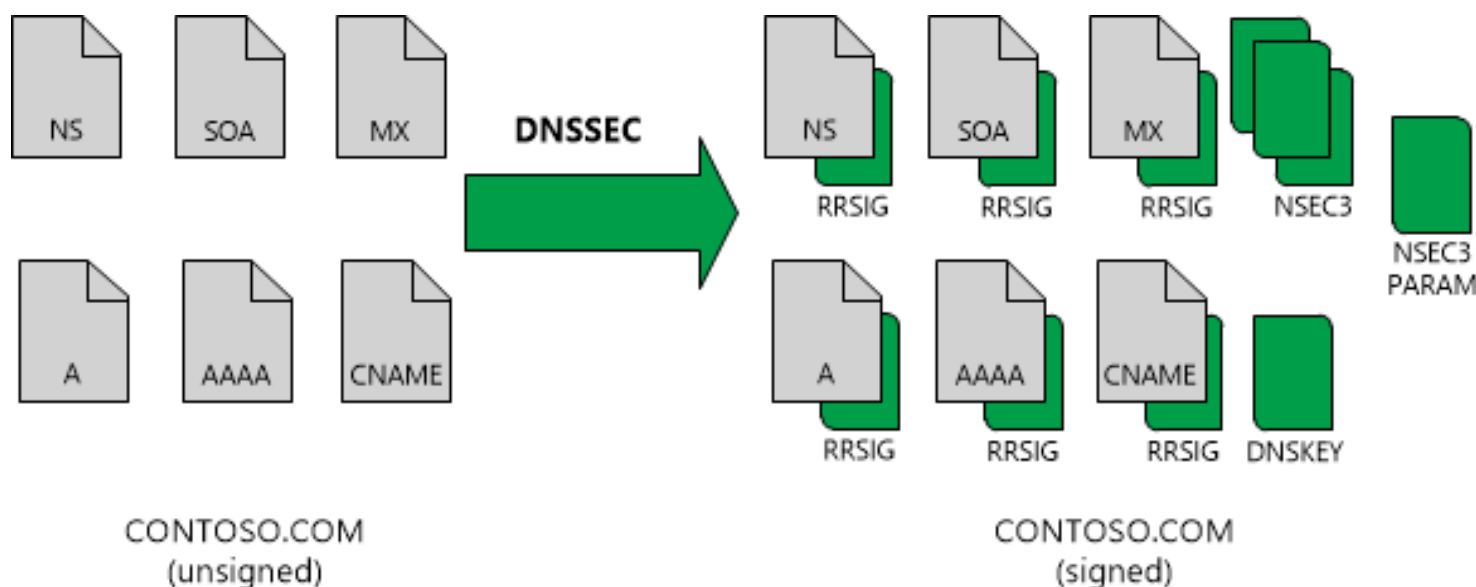 NS
SOA
MX
DNSSEC
NS
SOA
MX
RRSIG
RRSIG
RRSIG
NSEC3
NSEC3
PARAM
A
AAAA
CNAME
A
AAAA
CNAME
RRSIG
RRSIG
RRSIG
DNSKEY
CONTOSO.COM
(unsigned)
CONTOSO.COM
(signed)